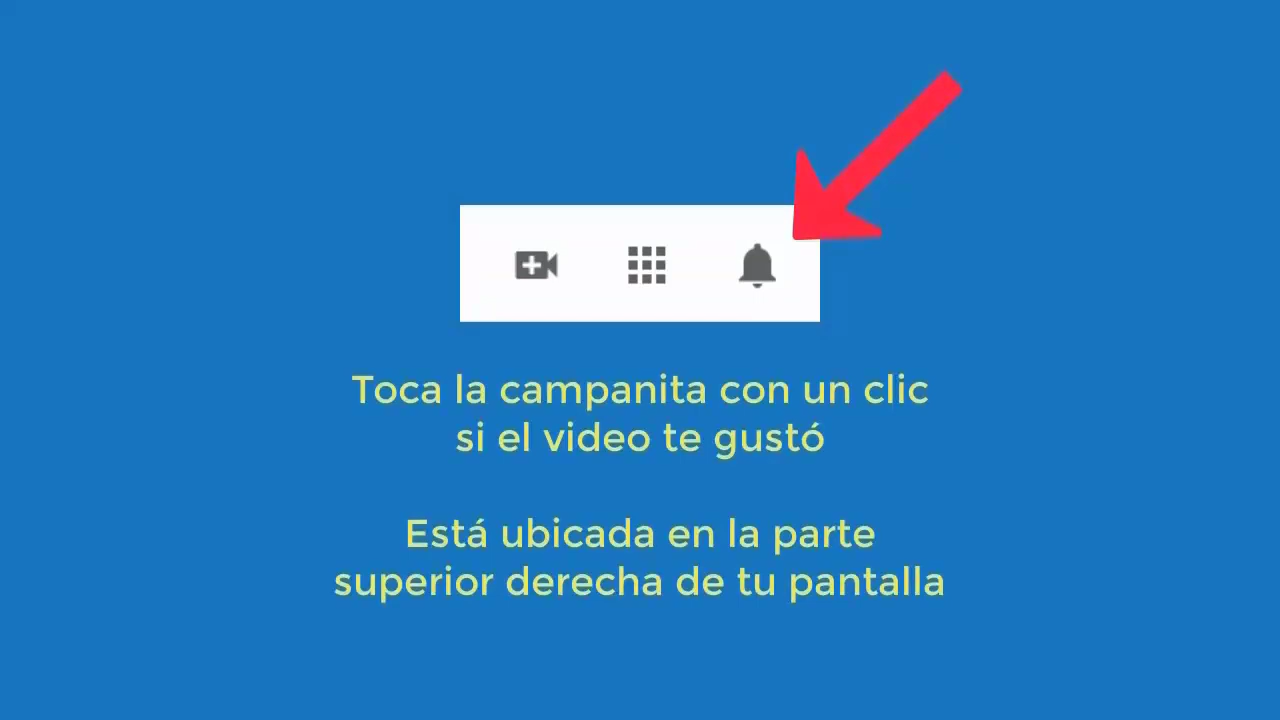 Toca la campanita con un clic
si el video te gustó
Está ubicada en la parte
superior derecha de tu pantalla